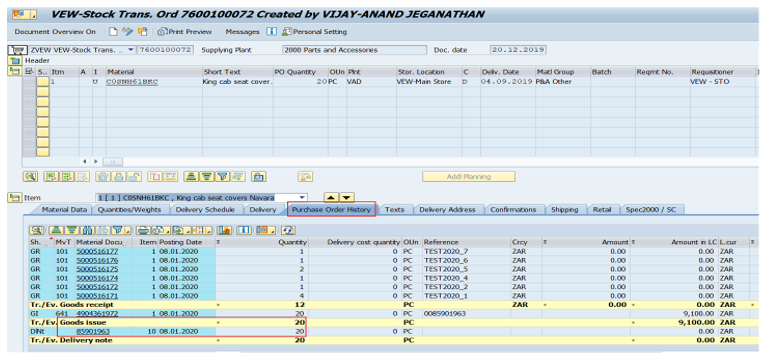 VEW-Stock Trans. Ord 7600100072 Created by VIJAY-ANAND JEGANATHAN
Document Overview On Print Preview Messages Personal Setting
ZVEW VEW-Stock Trans. .. 7600100072 Supplying Plant 2000 Parts and Accessories Doc. date 20.12.2019
Header
S.. Itm A I Material Short Text PO Quantity OUn Plnt Stor. Location C Deliv. Date Matl Group Batch Reqmt No. Requisitioner
1 U C08NH61BKC King cab seat cover. 20 PC VAD VEW-Main Store D 04.09.2019 P&A Other VEW - STO
Addl Planning
Item 1 [ 1 ] C08NH61BKC , King cab seat covers Navara
Material Data Quantities/Weights Delivery Schedule Delivery Purchase Order History Texts Delivery Address Confirmations Shipping Retail Spec2000 / SC
Sh. .. MvT Material Docu.. Item Posting Date Quantity Delivery cost quantity OUn Reference Crcy Amount Amount in LC L.cur
GR 101 5000516177 1 08.01.2020 1 0 PC TEST2020_7 ZAR 0.00 0.00 ZAR
GR 101 5000516176 1 08.01.2020 1 0 PC TEST2020_6 ZAR 0.00 0.00 ZAR
GR 101 5000516175 1 08.01.2020 2 0 PC TEST2020_5 ZAR 0.00 0.00 ZAR
GR 101 5000516174 1 08.01.2020 1 0 PC TEST2020_4 ZAR 0.00 0.00 ZAR
GR 101 5000516172 1 08.01.2020 1 0 PC TEST2020_2 ZAR 0.00 0.00 ZAR
GR 101 5000516171 1 08.01.2020 4 0 PC TEST2020_1 ZAR 0.00 0.00 ZAR
Tr./Ev. Goods receipt 12 PC ZAR 0.00 0.00 ZAR
GI 641 4904361972 1 08.01.2020 20 0 PC 0085901963 9,100.00 ZAR
Tr./Ev. Goods issue 20 PC 9,100.00 ZAR
DlNt 85901963 10 08.01.2020 20 0 PC 0.00 ZAR
Tr./Ev. Delivery note 20 PC 0.00 ZAR